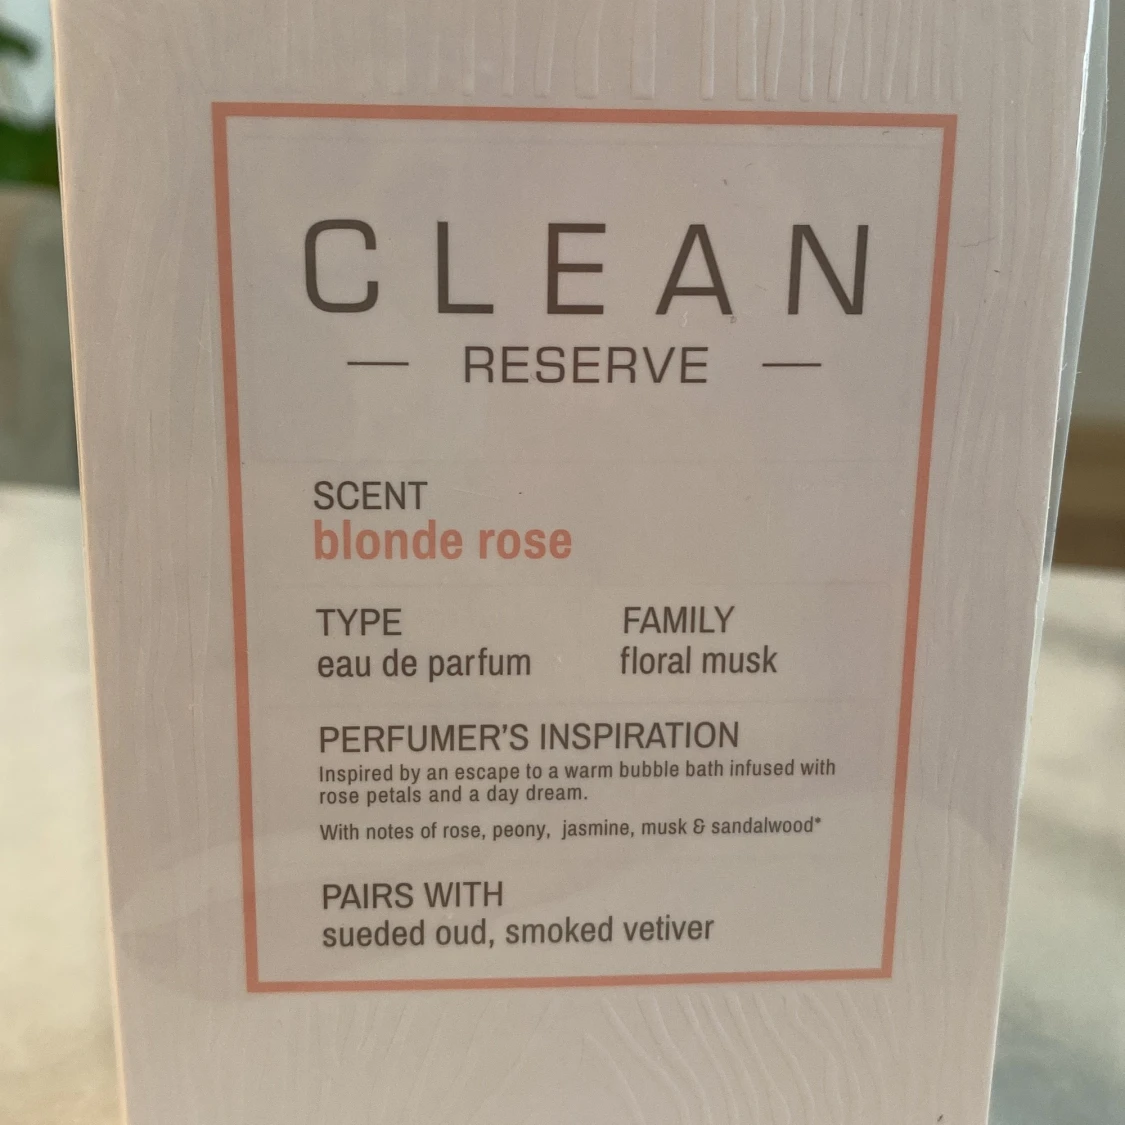 CLEAN
— RESERVE —
SCENT
blonde rose
TYPE
eau de parfum
FAMILY
floral musk
PERFUMER'S INSPIRATION
Inspired by an escape to a warm bubble bath infused with
rose petals and a day dream.
With notes of rose, peony, jasmine, musk & sandalwood*
PAIRS WITH
sueded oud, smoked vetiver